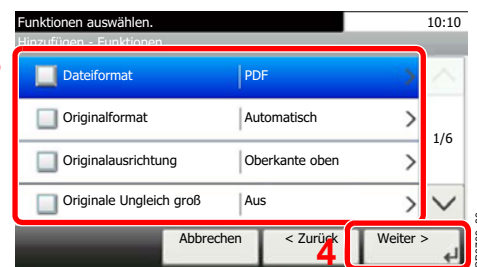 Funktionen auswählen. 10:10
Hinzufügen - Funktionen
Dateiformat PDF
Originalformat Automatisch
1/6
Originalausrichtung Oberkante oben
Originale Ungleich groß Aus
Abbrechen < Zurück 4 Weiter >